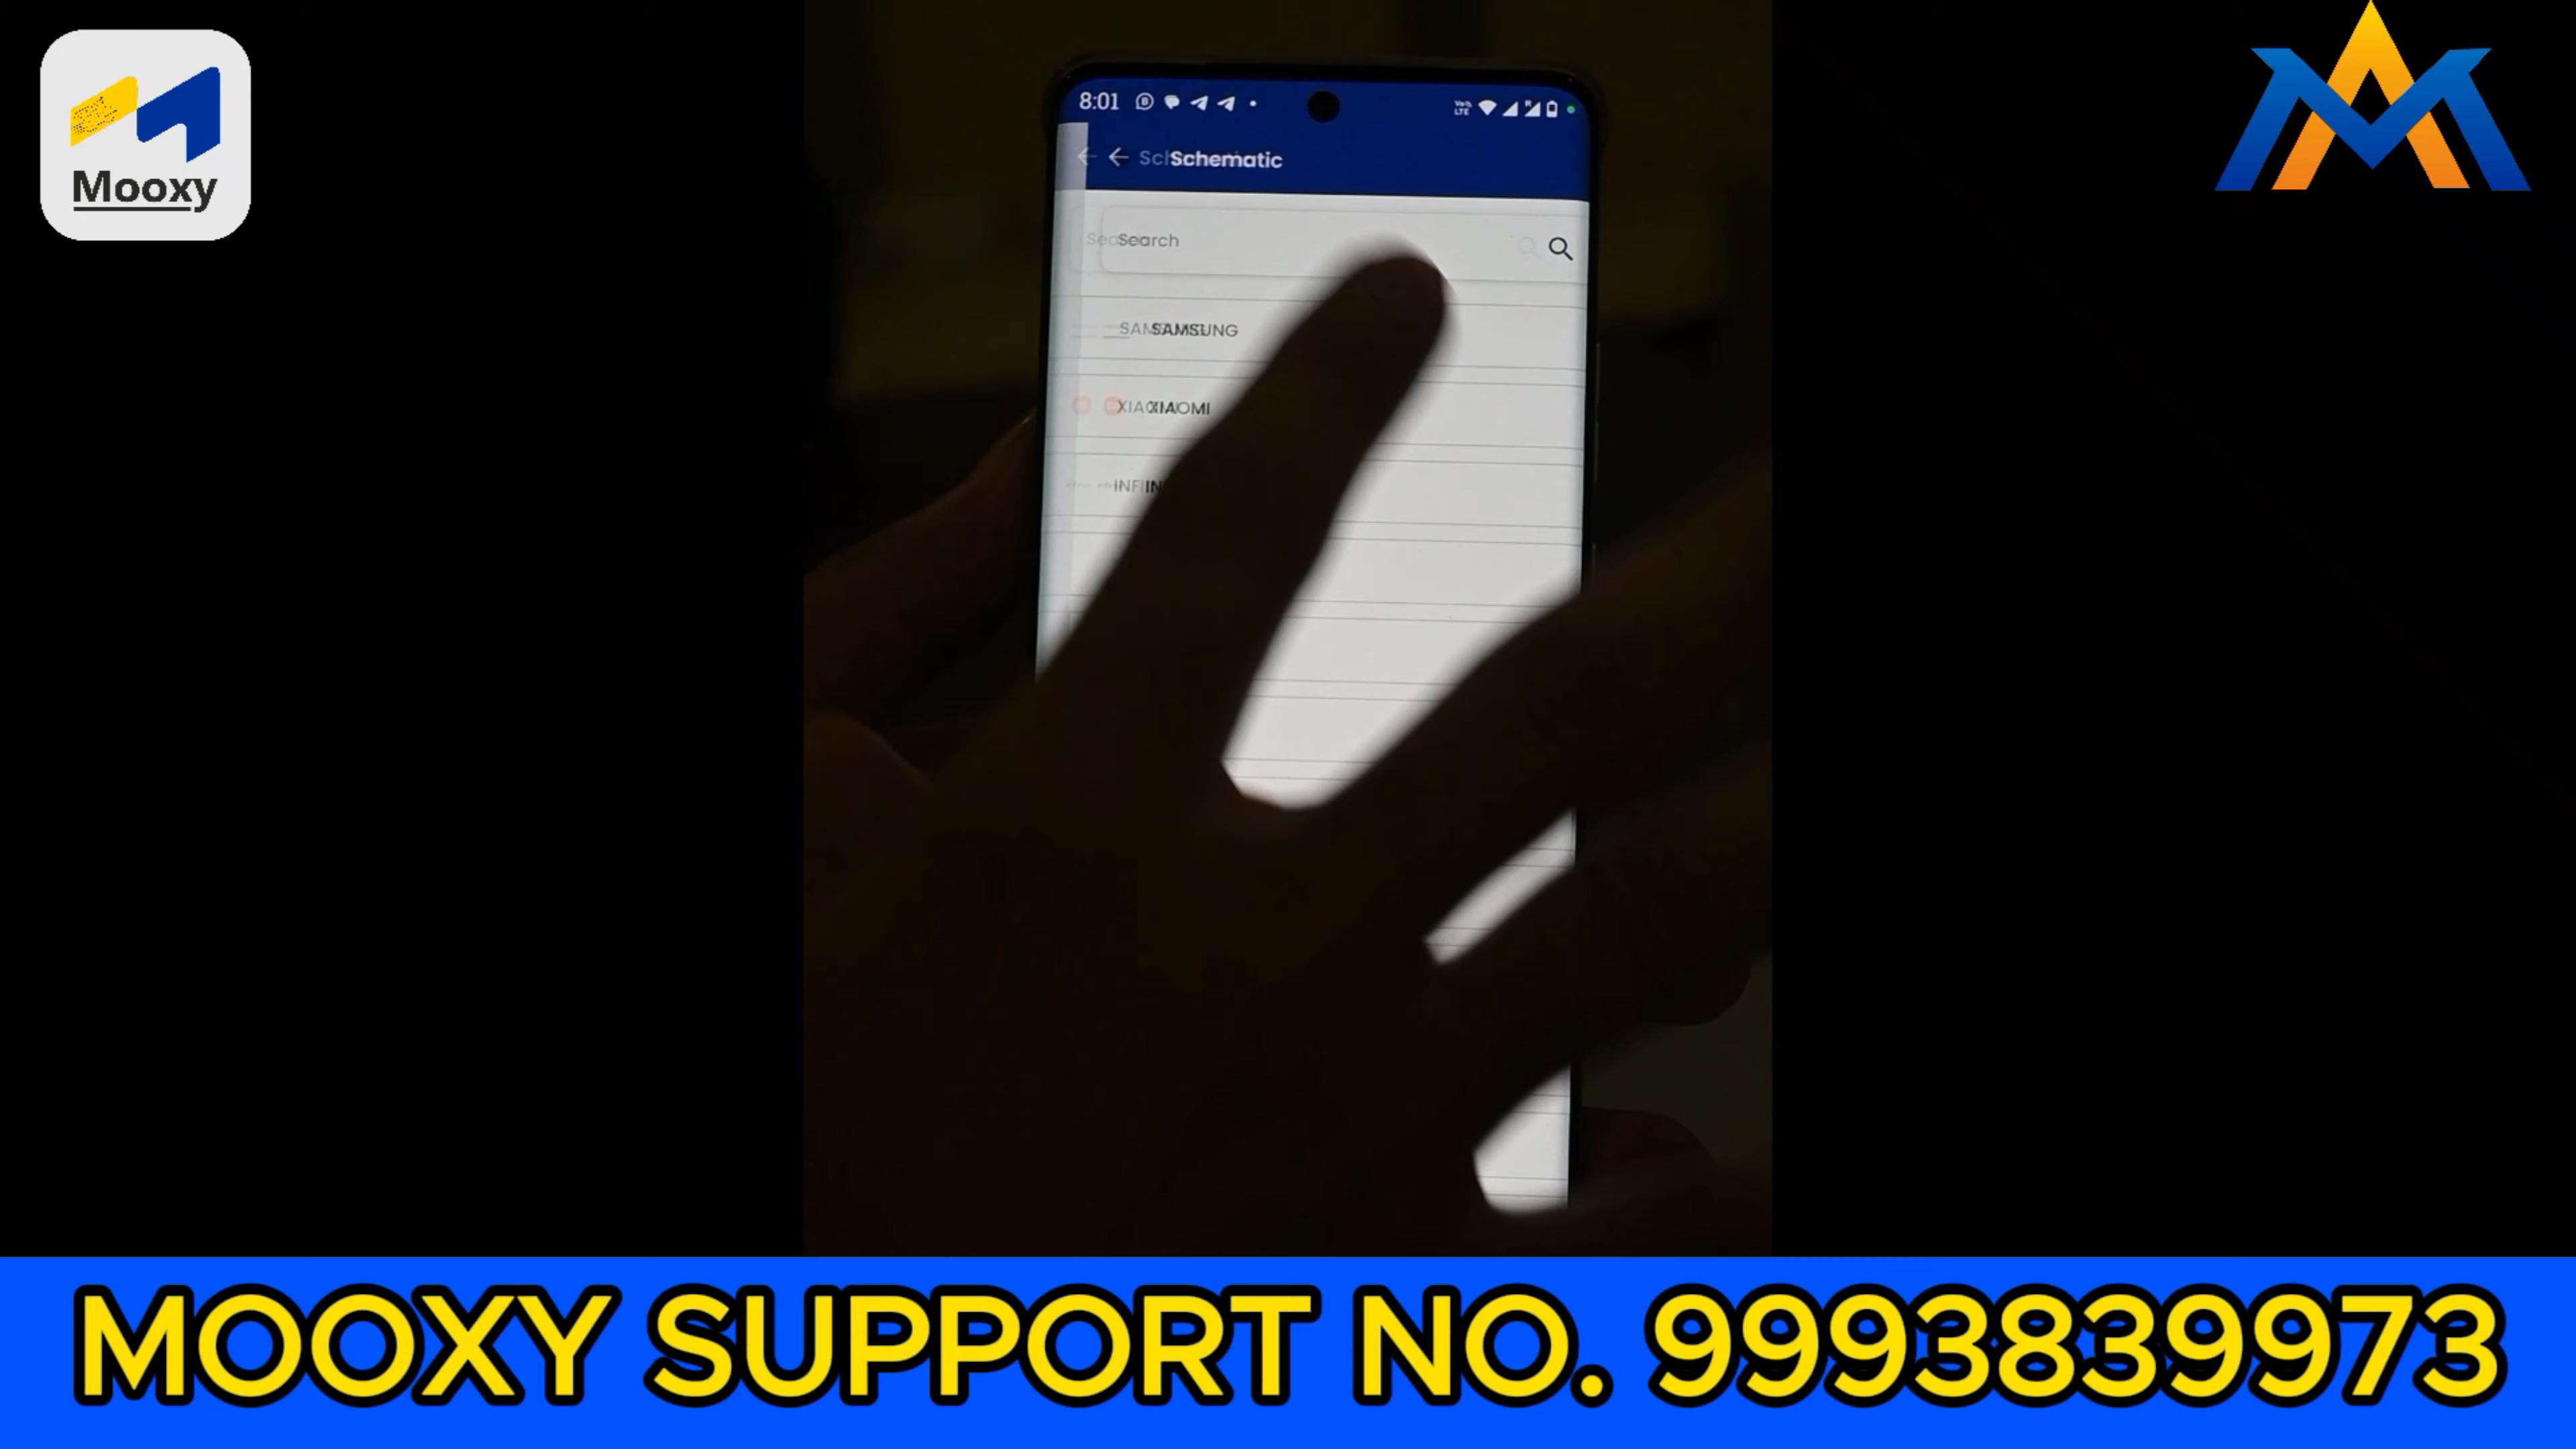 Mooxy
8:01
Schematic
Search
SAMSUNG
XIAOMI
MOOXY SUPPORT NO. 9993839973